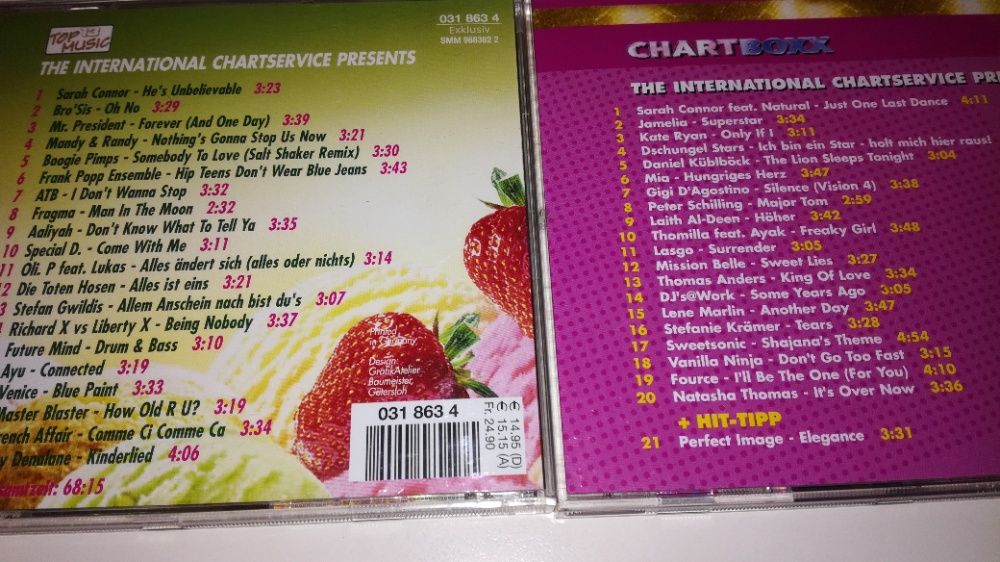 TOP MUSIC
031 863 4
Exklusiv
SMM 986382 2
THE INTERNATIONAL CHARTSERVICE PRESENTS
1 Sarah Connor - He's Unbelievable 3:23
2 Bro'Sis - Oh No 3:29
3 Mr. President - Forever (And One Day) 3:39
4 Mandy & Randy - Nothing's Gonna Stop Us Now 3:21
5 Boogie Pimps - Somebody To Love (Salt Shaker Remix) 3:30
6 Frank Popp Ensemble - Hip Teens Don't Wear Blue Jeans 3:43
7 ATB - I Don't Wanna Stop 3:32
8 Fragma - Man In The Moon 2:32
9 Aaliyah - Don't Know What To Tell Ya 3:35
10 Special D. - Come With Me 3:11
11 Oli. P feat. Lukas - Alles ändert sich (alles oder nichts) 3:14
12 Die Toten Hosen - Alles ist eins 3:21
3 Stefan Gwildis - Allem Anschein nach bist du's 3:07
Richard X vs Liberty X - Being Nobody 3:37
Future Mind - Drum & Bass 3:10
Ayu - Connected 3:19
Venice - Blue Paint 3:33
Master Blaster - How Old R U? 3:19
rench Affair - Comme Ci Comme Ca 3:34
y Denalane - Kinderlied 4:06
samtzeit: 68:15
Printed
in Germany
Design:
GrafikAtelier
Baumeister,
Gütersloh
031 863 4
€ 14.95 (D)
€ 15.15 (A)
Fr. 24.90
CHARTBOXX
THE INTERNATIONAL CHARTSERVICE PRE
1 Sarah Connor feat. Natural - Just One Last Dance 4:11
2 Jamelia - Superstar 3:34
3 Kate Ryan - Only If I 3:11
4 Dschungel Stars - Ich bin ein Star - holt mich hier raus!
5 Daniel Küblböck - The Lion Sleeps Tonight 3:04
6 Mia - Hungriges Herz 3:47
7 Gigi D'Agostino - Silence (Vision 4) 3:38
8 Peter Schilling - Major Tom 2:59
9 Laith Al-Deen - Höher 3:42
10 Thomilla feat. Ayak - Freaky Girl 3:48
11 Lasgo - Surrender 3:05
12 Mission Belle - Sweet Lies 3:27
13 Thomas Anders - King Of Love 3:34
14 DJ's@Work - Some Years Ago 3:05
15 Lene Marlin - Another Day 3:47
16 Stefanie Krämer - Tears 3:28
17 Sweetsonic - Shajana's Theme 4:54
18 Vanilla Ninja - Don't Go Too Fast 3:15
19 Fource - I'll Be The One (For You) 4:10
20 Natasha Thomas - It's Over Now 3:36
+ HIT-TIPP
21 Perfect Image - Elegance 3:31